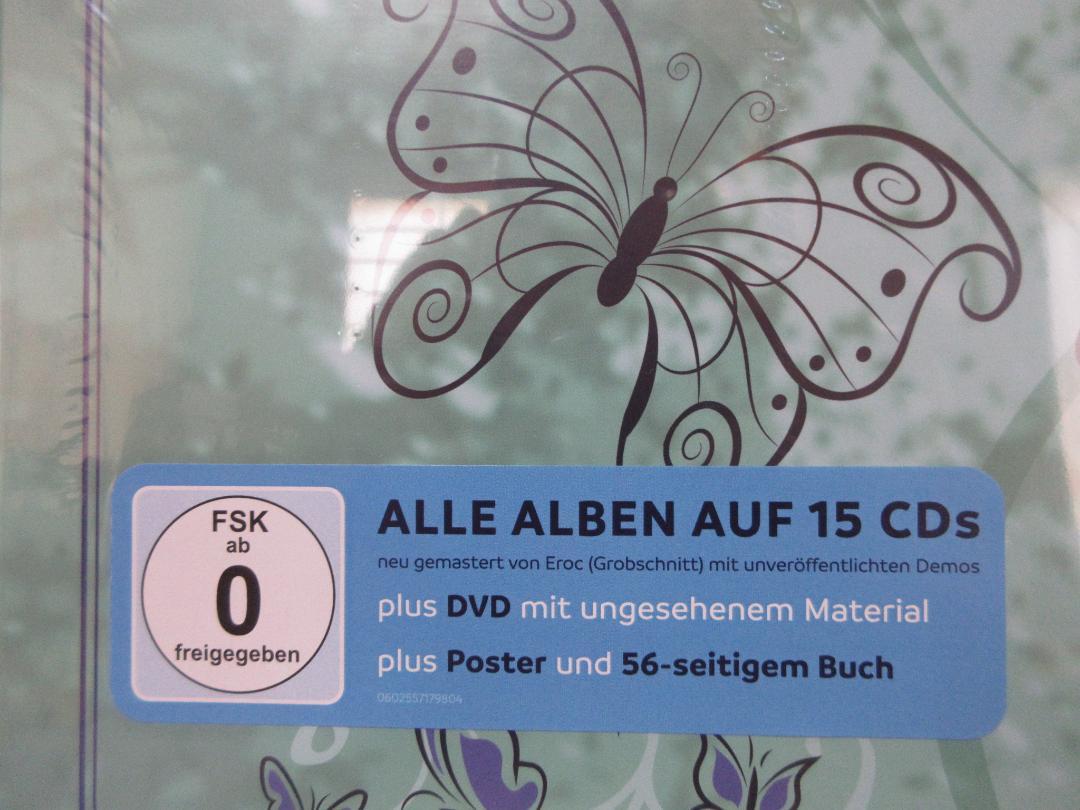 FSK
ab
0
freigegeben
ALLE ALBEN AUF 15 CDs
neu gemastert von Eroc (Grobschnitt) mit unveröffentlichten Demos
plus DVD mit ungesehenem Material
plus Poster und 56-seitigem Buch
0602557179804